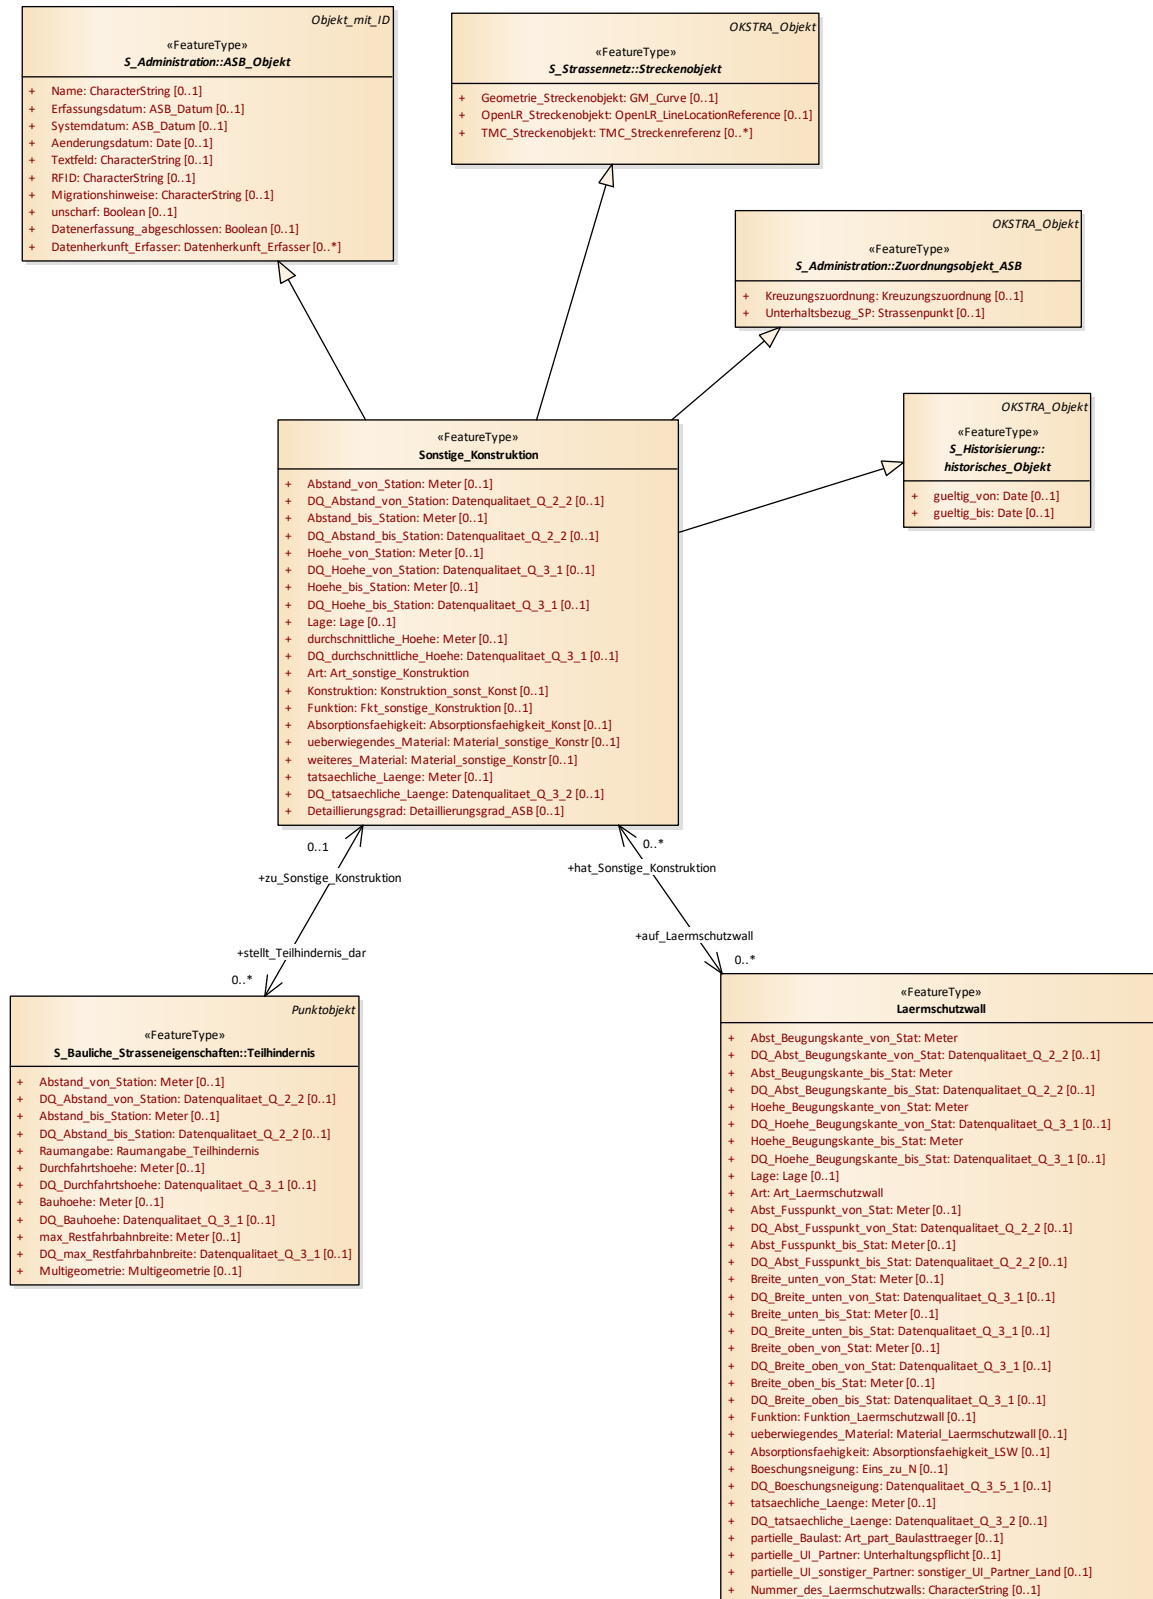 Objekt_mit_ID
«FeatureType»
S_Administration::ASB_Objekt
+ Name: CharacterString [0..1]
+ Erfassungsdatum: ASB_Datum [0..1]
+ Systemdatum: ASB_Datum [0..1]
+ Aenderungsdatum: Date [0..1]
+ Textfeld: CharacterString [0..1]
+ RFID: CharacterString [0..1]
+ Migrationshinweise: CharacterString [0..1]
+ unscharf: Boolean [0..1]
+ Datenerfassung_abgeschlossen: Boolean [0..1]
+ Datenherkunft_Erfasser: Datenherkunft_Erfasser [0..*]
OKSTRA_Objekt
«FeatureType»
S_Strassennetz::Streckenobjekt
+ Geometrie_Streckenobjekt: GM_Curve [0..1]
+ OpenLR_Streckenobjekt: OpenLR_LineLocationReference [0..1]
+ TMC_Streckenobjekt: TMC_Streckenreferenz [0..*]
OKSTRA_Objekt
«FeatureType»
S_Administration::Zuordnungsobjekt_ASB
+ Kreuzungszuordnung: Kreuzungszuordnung [0..1]
+ Unterhaltsbezug_SP: Strassenpunkt [0..1]
OKSTRA_Objekt
«FeatureType»
S_Historisierung::
historisches_Objekt
+ gueltig_von: Date [0..1]
+ gueltig_bis: Date [0..1]
«FeatureType»
Sonstige_Konstruktion
+ Abstand_von_Station: Meter [0..1]
+ DQ_Abstand_von_Station: Datenqualitaet_Q_2_2 [0..1]
+ Abstand_bis_Station: Meter [0..1]
+ DQ_Abstand_bis_Station: Datenqualitaet_Q_2_2 [0..1]
+ Hoehe_von_Station: Meter [0..1]
+ DQ_Hoehe_von_Station: Datenqualitaet_Q_3_1 [0..1]
+ Hoehe_bis_Station: Meter [0..1]
+ DQ_Hoehe_bis_Station: Datenqualitaet_Q_3_1 [0..1]
+ Lage: Lage [0..1]
+ durchschnittliche_Hoehe: Meter [0..1]
+ DQ_durchschnittliche_Hoehe: Datenqualitaet_Q_3_1 [0..1]
+ Art: Art_sonstige_Konstruktion
+ Konstruktion: Konstruktion_sonst_Konst [0..1]
+ Funktion: Fkt_sonstige_Konstruktion [0..1]
+ Absorptionsfaehigkeit: Absorptionsfaehigkeit_Konst [0..1]
+ ueberwiegendes_Material: Material_sonstige_Konstr [0..1]
+ weiteres_Material: Material_sonstige_Konstr [0..1]
+ tatsaechliche_Laenge: Meter [0..1]
+ DQ_tatsaechliche_Laenge: Datenqualitaet_Q_3_2 [0..1]
+ Detaillierungsgrad: Detaillierungsgrad_ASB [0..1]
0..1
+zu_Sonstige_Konstruktion
+stellt_Teilhindernis_dar
0..*
0..*
+hat_Sonstige_Konstruktion
+auf_Laermschutzwall
0..*
Punktobjekt
«FeatureType»
S_Bauliche_Strasseneigenschaften::Teilhindernis
+ Abstand_von_Station: Meter [0..1]
+ DQ_Abstand_von_Station: Datenqualitaet_Q_2_2 [0..1]
+ Abstand_bis_Station: Meter [0..1]
+ DQ_Abstand_bis_Station: Datenqualitaet_Q_2_2 [0..1]
+ Raumangabe: Raumangabe_Teilhindernis
+ Durchfahrtshoehe: Meter [0..1]
+ DQ_Durchfahrtshoehe: Datenqualitaet_Q_3_1 [0..1]
+ Bauhoehe: Meter [0..1]
+ DQ_Bauhoehe: Datenqualitaet_Q_3_1 [0..1]
+ max_Restfahrbahnbreite: Meter [0..1]
+ DQ_max_Restfahrbahnbreite: Datenqualitaet_Q_3_1 [0..1]
+ Multigeometrie: Multigeometrie [0..1]
«FeatureType»
Laermschutzwall
+ Abst_Beugungskante_von_Stat: Meter
+ DQ_Abst_Beugungskante_von_Stat: Datenqualitaet_Q_2_2 [0..1]
+ Abst_Beugungskante_bis_Stat: Meter
+ DQ_Abst_Beugungskante_bis_Stat: Datenqualitaet_Q_2_2 [0..1]
+ Hoehe_Beugungskante_von_Stat: Meter
+ DQ_Hoehe_Beugungskante_von_Stat: Datenqualitaet_Q_3_1 [0..1]
+ Hoehe_Beugungskante_bis_Stat: Meter
+ DQ_Hoehe_Beugungskante_bis_Stat: Datenqualitaet_Q_3_1 [0..1]
+ Lage: Lage [0..1]
+ Art: Art_Laermschutzwall
+ Abst_Fusspunkt_von_Stat: Meter [0..1]
+ DQ_Abst_Fusspunkt_von_Stat: Datenqualitaet_Q_2_2 [0..1]
+ Abst_Fusspunkt_bis_Stat: Meter [0..1]
+ DQ_Abst_Fusspunkt_bis_Stat: Datenqualitaet_Q_2_2 [0..1]
+ Breite_unten_von_Stat: Meter [0..1]
+ DQ_Breite_unten_von_Stat: Datenqualitaet_Q_3_1 [0..1]
+ Breite_unten_bis_Stat: Meter [0..1]
+ DQ_Breite_unten_bis_Stat: Datenqualitaet_Q_3_1 [0..1]
+ Breite_oben_von_Stat: Meter [0..1]
+ DQ_Breite_oben_von_Stat: Datenqualitaet_Q_3_1 [0..1]
+ Breite_oben_bis_Stat: Meter [0..1]
+ DQ_Breite_oben_bis_Stat: Datenqualitaet_Q_3_1 [0..1]
+ Funktion: Funktion_Laermschutzwall [0..1]
+ ueberwiegendes_Material: Material_Laermschutzwall [0..1]
+ Absorptionsfaehigkeit: Absorptionsfaehigkeit_LSW [0..1]
+ Boeschungsneigung: Eins_zu_N [0..1]
+ DQ_Boeschungsneigung: Datenqualitaet_Q_3_5_1 [0..1]
+ tatsaechliche_Laenge: Meter [0..1]
+ DQ_tatsaechliche_Laenge: Datenqualitaet_Q_3_2 [0..1]
+ partielle_Baulast: Art_part_Baulasttraeger [0..1]
+ partielle_UI_Partner: Unterhaltungspflicht [0..1]
+ partielle_UI_sonstiger_Partner: sonstiger_UI_Partner_Land [0..1]
+ Nummer_des_Laermschutzwalls: CharacterString [0..1]